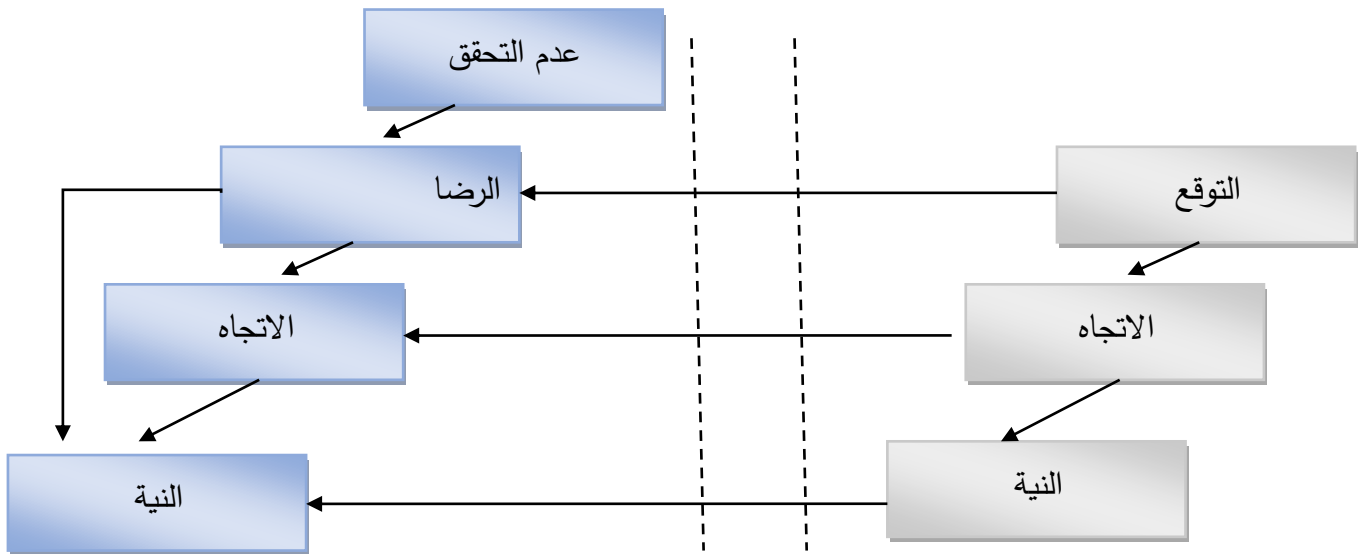 عدم التحقق
التوقع
الرضا
الاتجاه
الاتجاه
النية
النية